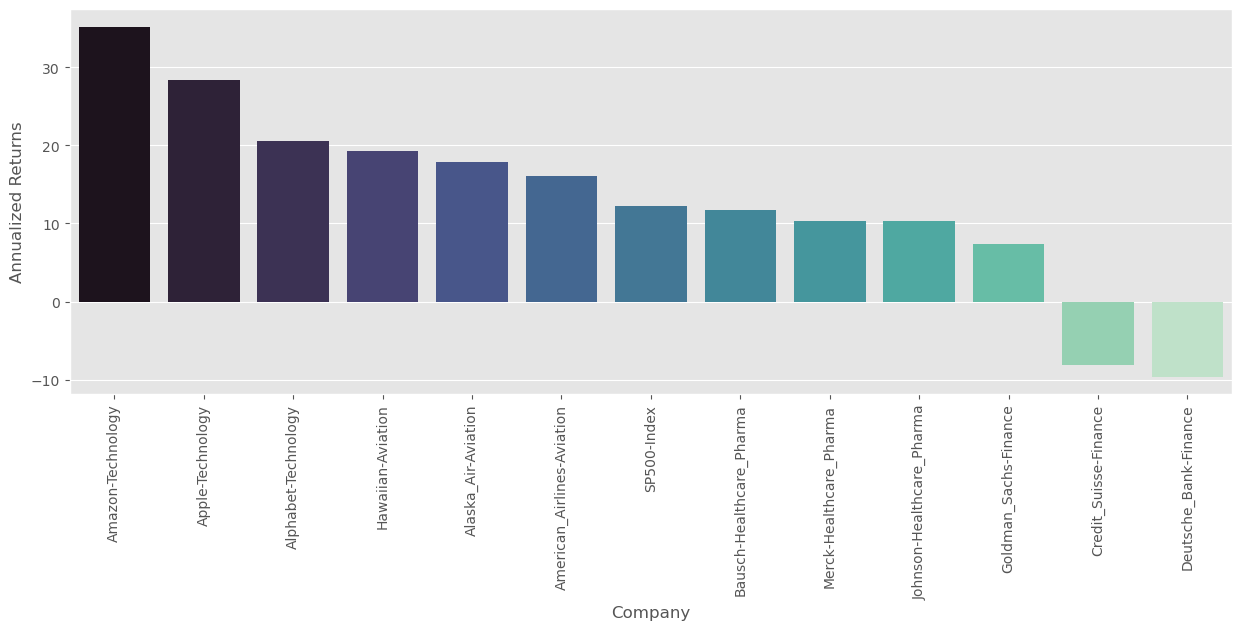 Annualized Returns
30
20
10
0
−10
Amazon-Technology
Apple-Technology
Alphabet-Technology
Hawaiian-Aviation
Alaska_Air-Aviation
American_Airlines-Aviation
SP500-Index
Bausch-Healthcare_Pharma
Merck-Healthcare_Pharma
Johnson-Healthcare_Pharma
Goldman_Sachs-Finance
Credit_Suisse-Finance
Deutsche_Bank-Finance
Company